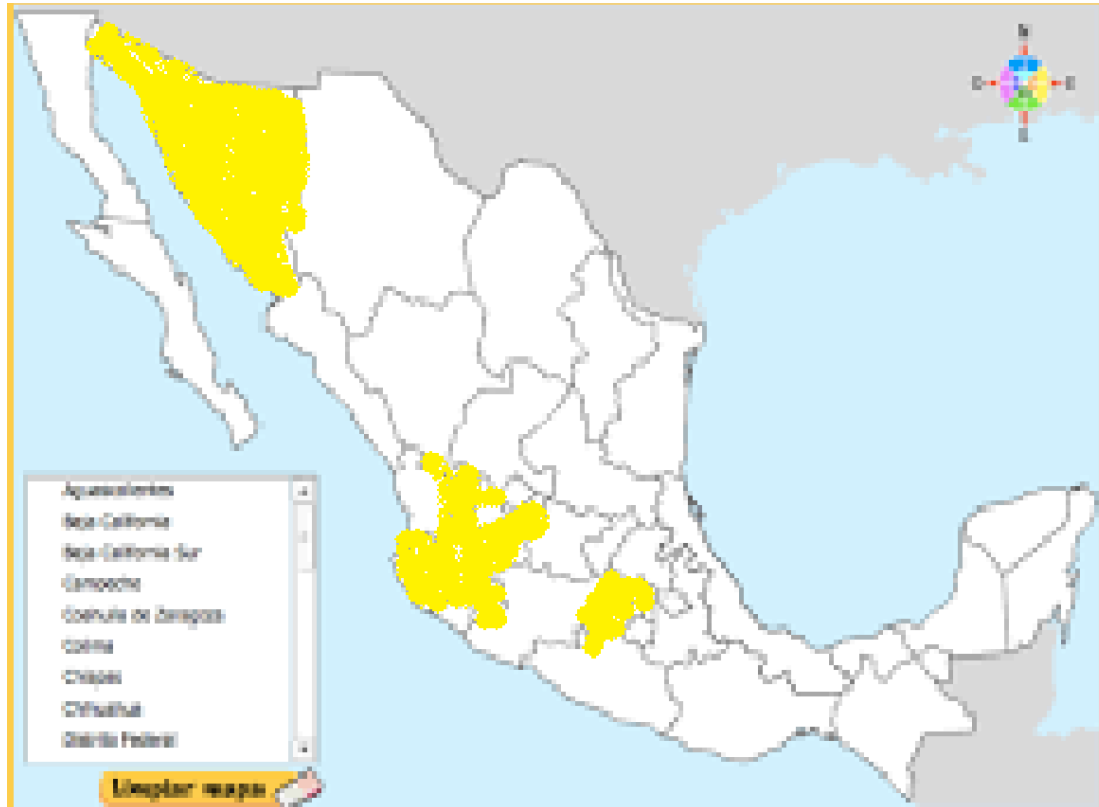 N
O E
S
Aguascalientes
Baja California
Baja California Sur
Campeche
Coahuila de Zaragoza
Colima
Chiapas
Chihuahua
Distrito Federal
Limpiar mapa